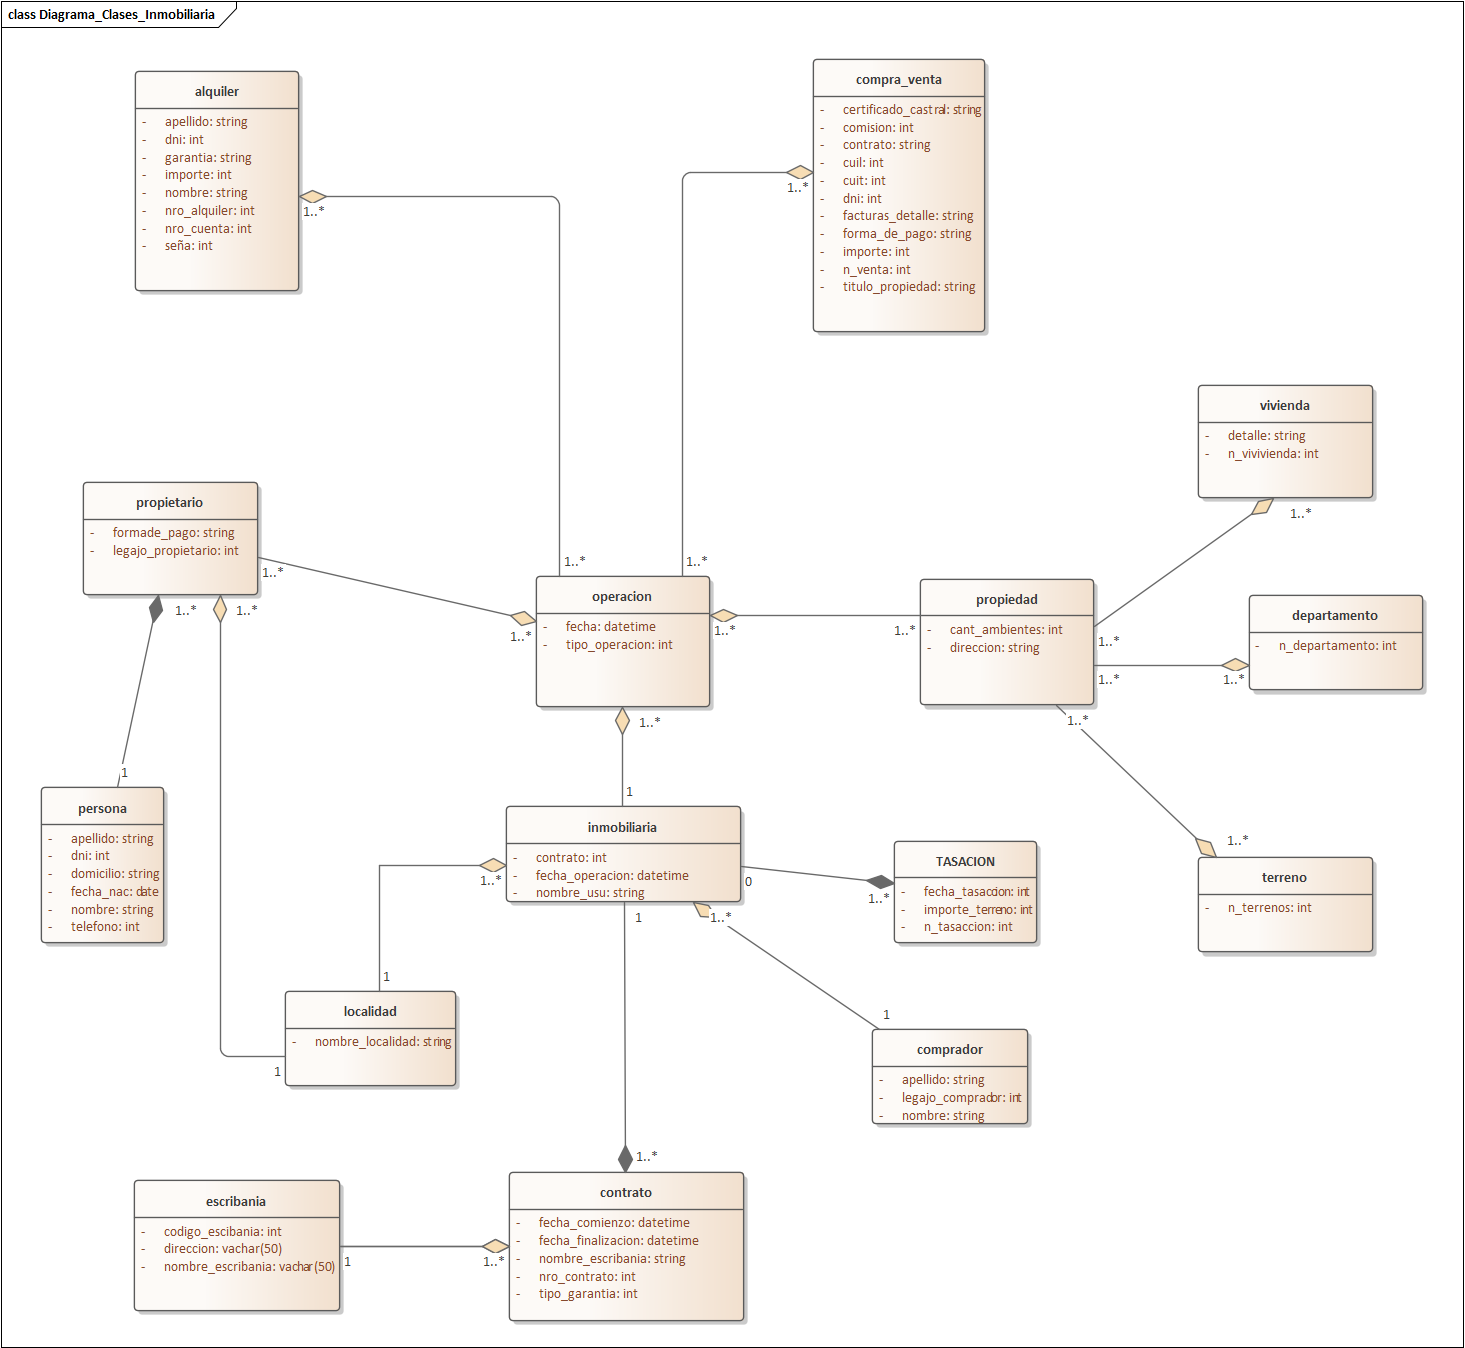 class Diagrama_Clases_Inmobiliaria
alquiler
- apellido: string
- dni: int
- garantia: string
- importe: int
- nombre: string
- nro_alquiler: int
- nro_cuenta: int
- seña: int
1..*
compra_venta
- certificado_castral: string
- comision: int
- contrato: string
- cuil: int
- cuit: int
- dni: int
- facturas_detalle: string
- forma_de_pago: string
- importe: int
- n_venta: int
- titulo_propiedad: string
1..*
vivienda
- detalle: string
- n_vivivienda: int
1..*
propietario
- formade_pago: string
- legajo_propietario: int
1..*
1..*
1..*
1..*
1..*
operacion
- fecha: datetime
- tipo_operacion: int
1..*
1..*
1..*
propiedad
- cant_ambientes: int
- direccion: string
1..*
1..*
1..*
1..*
departamento
- n_departamento: int
1..*
1
persona
- apellido: string
- dni: int
- domicilio: string
- fecha_nac: date
- nombre: string
- telefono: int
1
inmobiliaria
- contrato: int
- fecha_operacion: datetime
- nombre_usu: string
1..*
0
1..*
1
1..*
TASACION
- fecha_tasaccion: int
- importe_terreno: int
- n_tasaccion: int
1..*
terreno
- n_terrenos: int
1
localidad
- nombre_localidad: string
1
1
comprador
- apellido: string
- legajo_comprador: int
- nombre: string
1..*
escribania
- codigo_escibania: int
- direccion: vachar(50)
- nombre_escribania: vachar(50)
1
1..*
contrato
- fecha_comienzo: datetime
- fecha_finalizacion: datetime
- nombre_escribania: string
- nro_contrato: int
- tipo_garantia: int